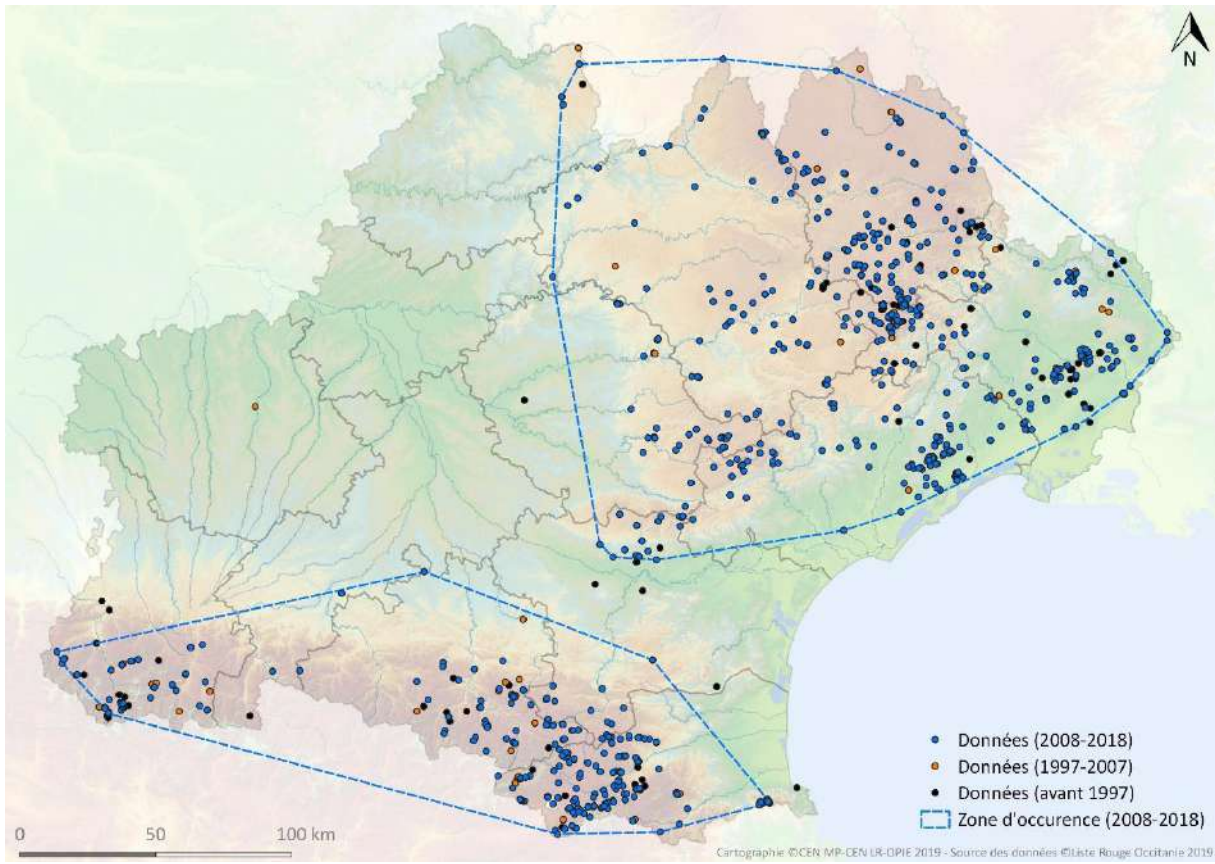 N
Données (2008-2018)
Données (1997-2007)
Données (avant 1997)
Zone d'occurence (2008-2018)
0 50 100 km
Cartographie ©CEN MP-CEN LR-OPIE 2019 - Source des données ©Liste Rouge Occitanie 2019